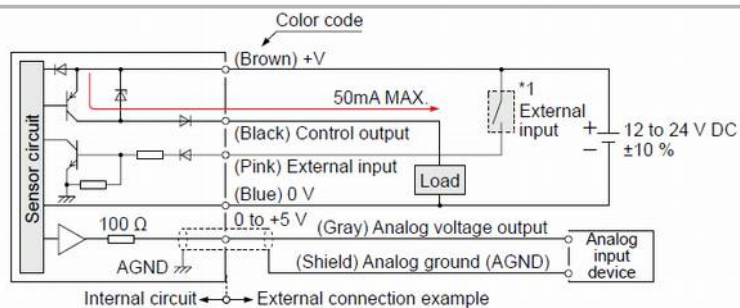 Color code
(Brown) +V
50mA MAX.
*1
External
input
(Black) Control output
+
−
12 to 24 V DC
±10 %
(Pink) External input
Load
Sensor circuit
(Blue) 0 V
0 to +5 V
100 Ω
(Gray) Analog voltage output
Analog
input
device
(Shield) Analog ground (AGND)
AGND
Internal circuit
External connection example